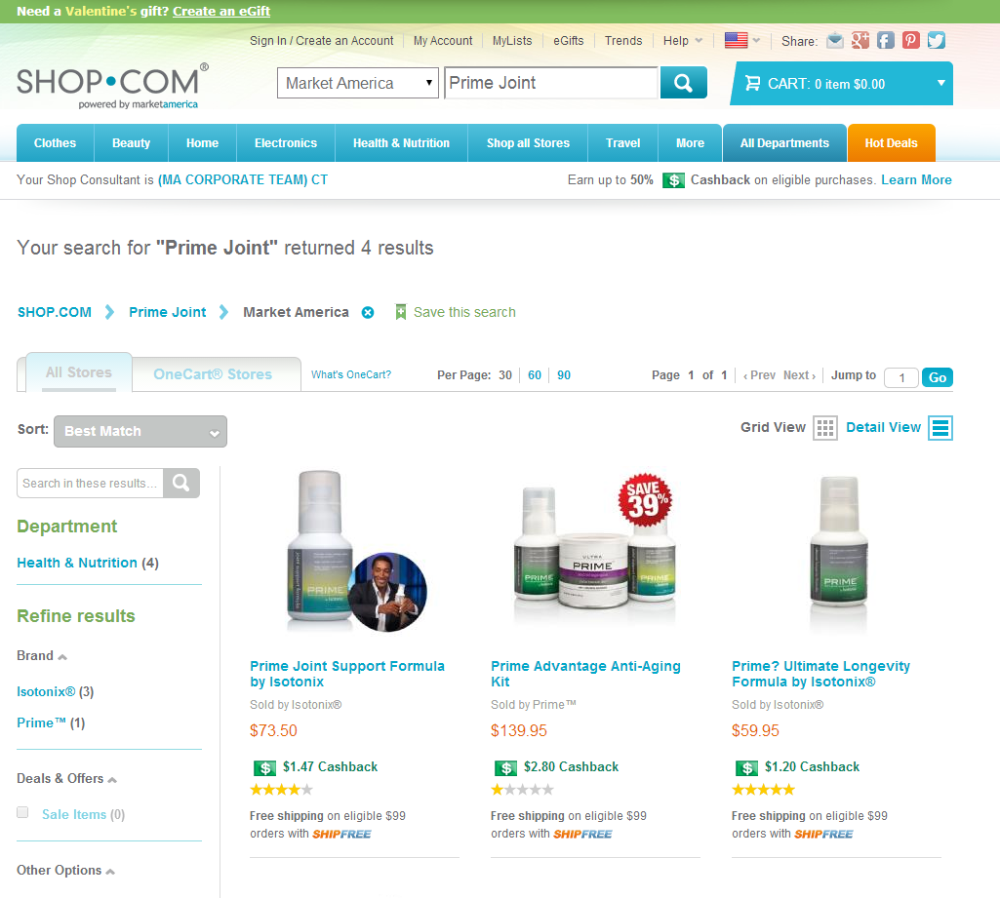 Need a Valentine's gift? Create an eGift
Sign In / Create an Account My Account MyLists eGifts Trends Help Share:
SHOP•COM®
powered by marketamerica
Market America Prime Joint CART: 0 item $0.00
Clothes Beauty Home Electronics Health & Nutrition Shop all Stores Travel More All Departments Hot Deals
Your Shop Consultant is (MA CORPORATE TEAM) CT Earn up to 50% $ Cashback on eligible purchases. Learn More
Your search for "Prime Joint" returned 4 results
SHOP.COM Prime Joint Market America Save this search
All Stores OneCart® Stores What's OneCart? Per Page: 30 60 90 Page 1 of 1 ‹ Prev Next › Jump to 1 Go
Sort: Best Match Grid View Detail View
Search in these results...
Department
Health & Nutrition (4)
Refine results
Brand
Isotonix® (3)
Prime™ (1)
Deals & Offers
Sale Items (0)
Other Options
PRIME
Prime Joint Support Formula
by Isotonix
Sold by Isotonix®
$73.50
$ $1.47 Cashback
Free shipping on eligible $99
orders with SHIPFREE
SAVE
39%
PRIME
ULTRA
PRIME
PRIME
Prime Advantage Anti-Aging
Kit
Sold by Prime™
$139.95
$ $2.80 Cashback
Free shipping on eligible $99
orders with SHIPFREE
PRIME
Prime? Ultimate Longevity
Formula by Isotonix®
Sold by Isotonix®
$59.95
$ $1.20 Cashback
Free shipping on eligible $99
orders with SHIPFREE